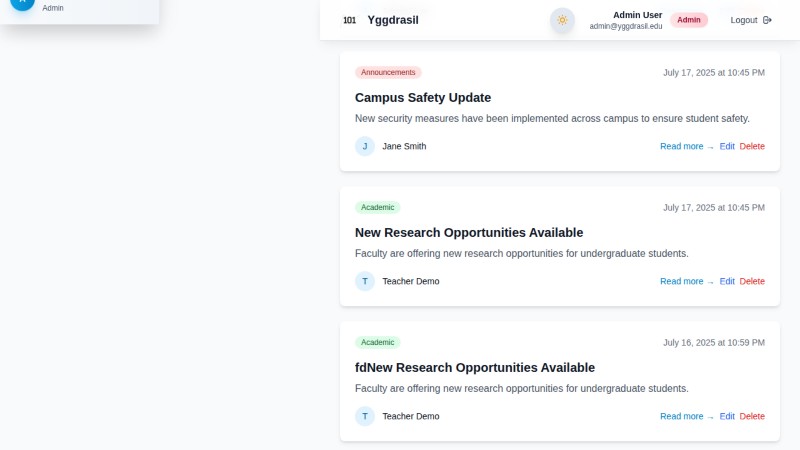 Admin
101 Yggdrasil
Admin User
admin@yggdrasil.edu
Admin
Logout
Announcements
July 17, 2025 at 10:45 PM
Campus Safety Update
New security measures have been implemented across campus to ensure student safety.
J Jane Smith
Read more → Edit Delete
Academic
July 17, 2025 at 10:45 PM
New Research Opportunities Available
Faculty are offering new research opportunities for undergraduate students.
T Teacher Demo
Read more → Edit Delete
Academic
July 16, 2025 at 10:59 PM
fdNew Research Opportunities Available
Faculty are offering new research opportunities for undergraduate students.
T Teacher Demo
Read more → Edit Delete